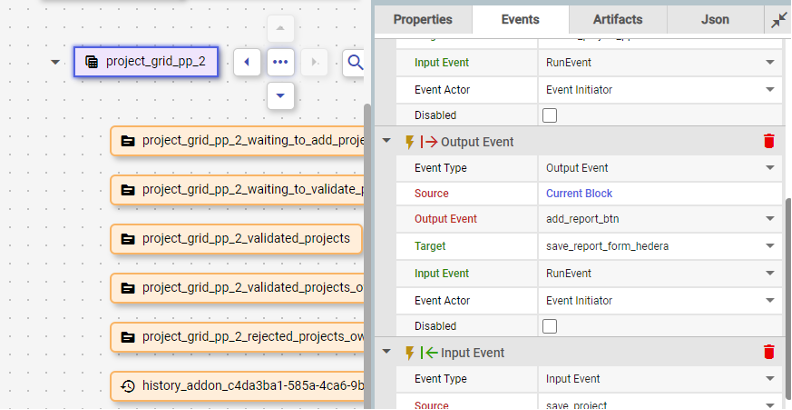 Properties
Events
Artifacts
Json
Input Event
RunEvent
Event Actor
Event Initiator
Disabled
Output Event
Event Type
Output Event
Source
Current Block
Output Event
add_report_btn
Target
save_report_form_hedera
Input Event
RunEvent
Event Actor
Event Initiator
Disabled
Input Event
Event Type
Input Event
Source
save_project
project_grid_pp_2
project_grid_pp_2_waiting_to_add_proje
project_grid_pp_2_waiting_to_validate_p
project_grid_pp_2_validated_projects
project_grid_pp_2_validated_projects_o
project_grid_pp_2_rejected_projects_ow
history_addon_c4da3ba1-585a-4ca6-9b